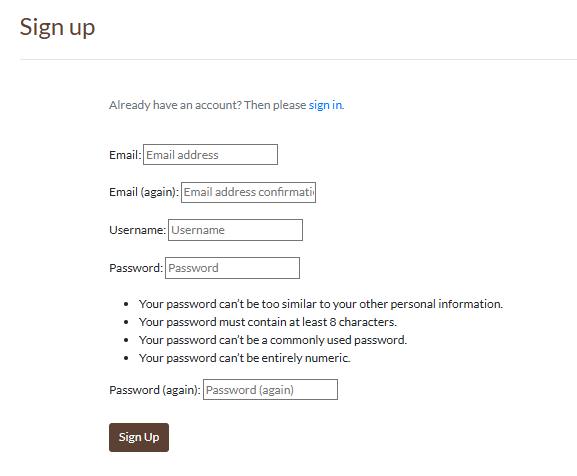 Sign up
Already have an account? Then please sign in.
Email: Email address
Email (again): Email address confirmati
Username: Username
Password: Password
• Your password can't be too similar to your other personal information.
• Your password must contain at least 8 characters.
• Your password can't be a commonly used password.
• Your password can't be entirely numeric.
Password (again): Password (again)
Sign Up